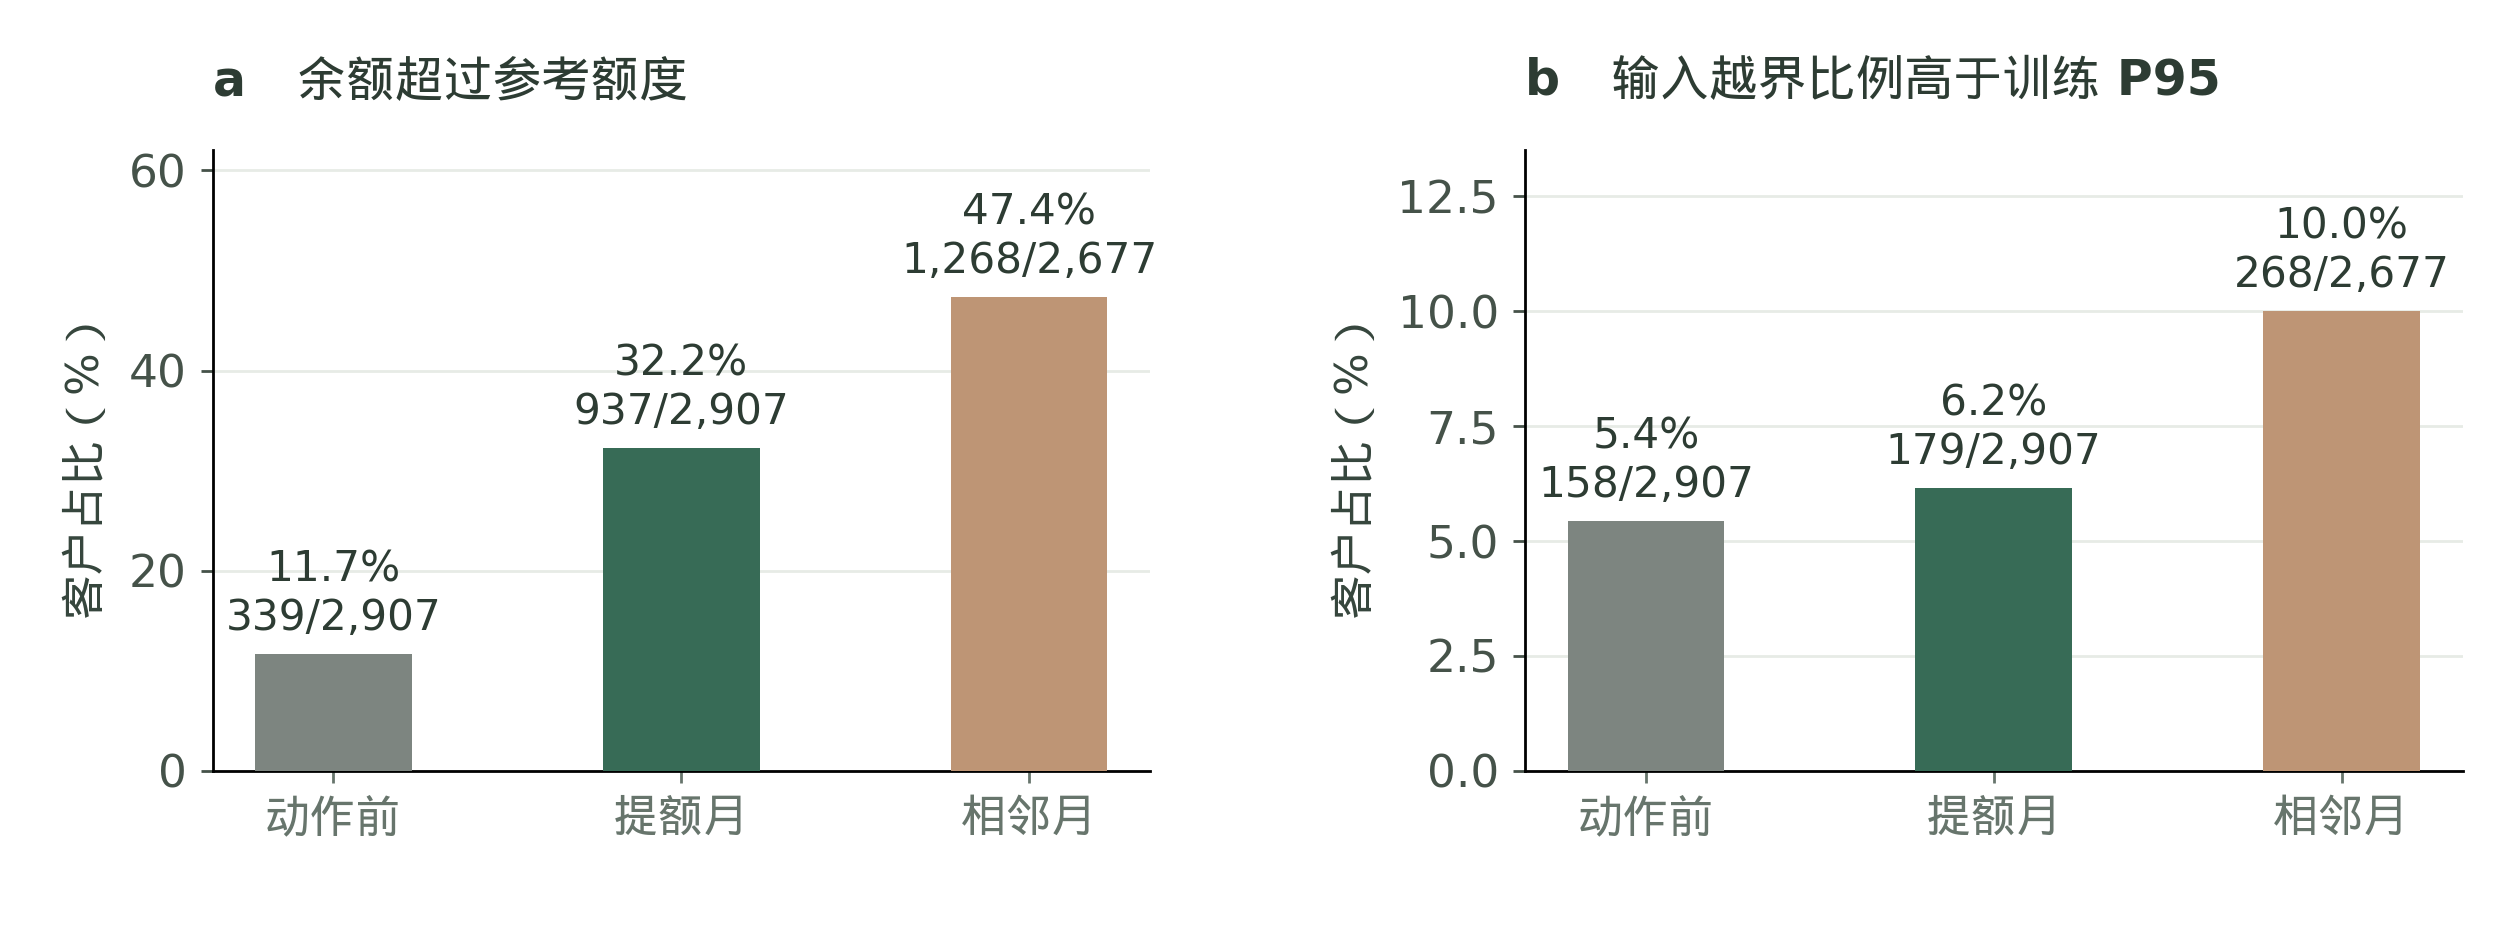 a 余额超过参考额度
客户占比（%）
60
40
20
0
11.7%
339/2,907
32.2%
937/2,907
47.4%
1,268/2,677
动作前
提额月
相邻月
b 输入越界比例高于训练 P95
客户占比（%）
12.5
10.0
7.5
5.0
2.5
0.0
5.4%
158/2,907
6.2%
179/2,907
10.0%
268/2,677
动作前
提额月
相邻月